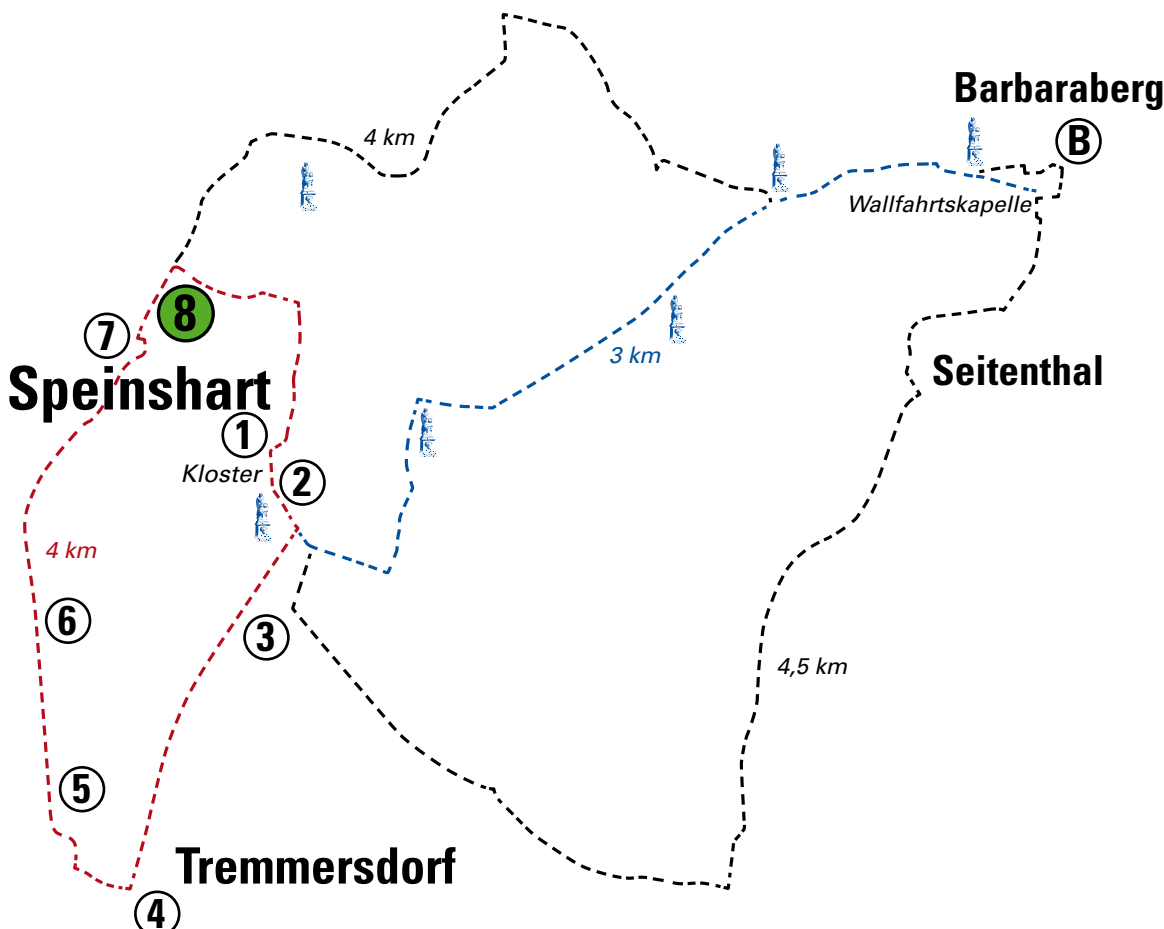 Barbaraberg
4 km
B
Wallfahrtskapelle
8
7
3 km
Speinshart
Seitenthal
1
Kloster
2
4 km
6
3
4,5 km
5
Tremmersdorf
4